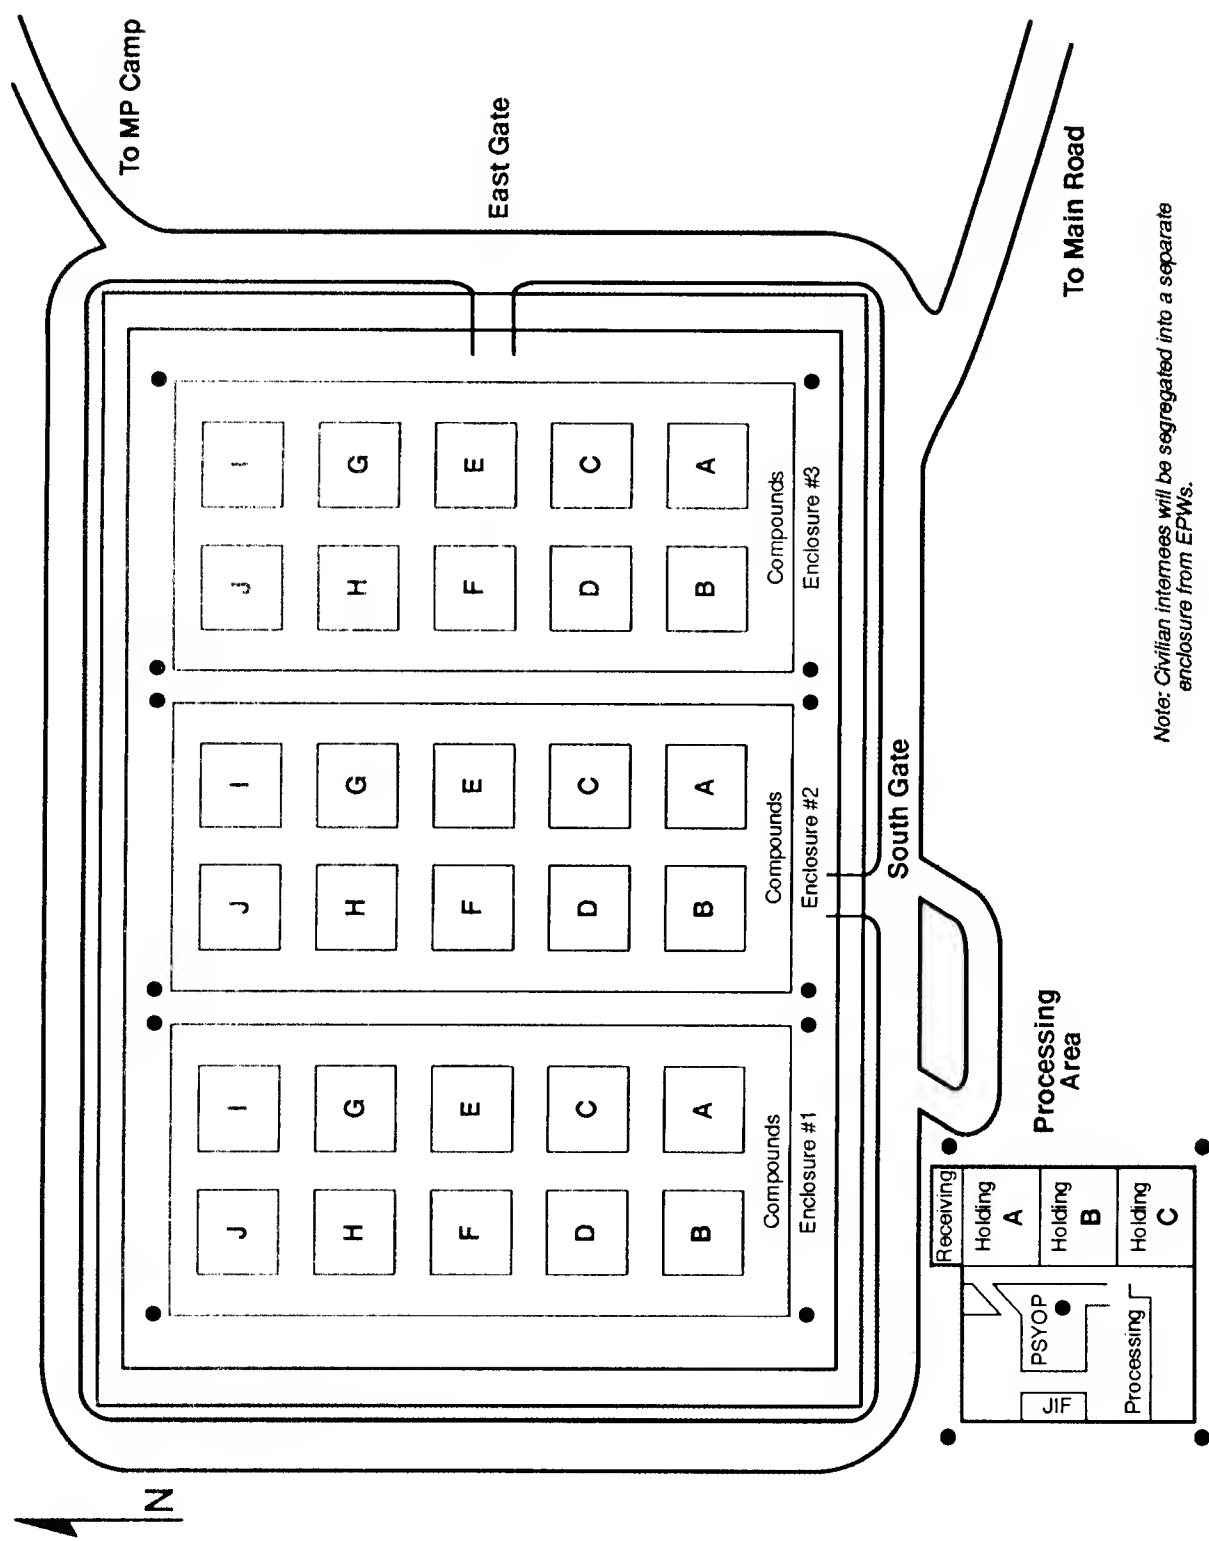 To MP Camp
N
J I J I J I
H G H G H G
F E F E F E
East Gate
D C D C D C
B A B A B A
Compounds Compounds Compounds
Enclosure #1 Enclosure #2 Enclosure #3
South Gate
Receiving
Holding
A
Holding
B
Holding
C
PSYOP
JIF
Processing
Processing
Area
To Main Road
Note: Civilian internees will be segregated into a separate
enclosure from EPWs.